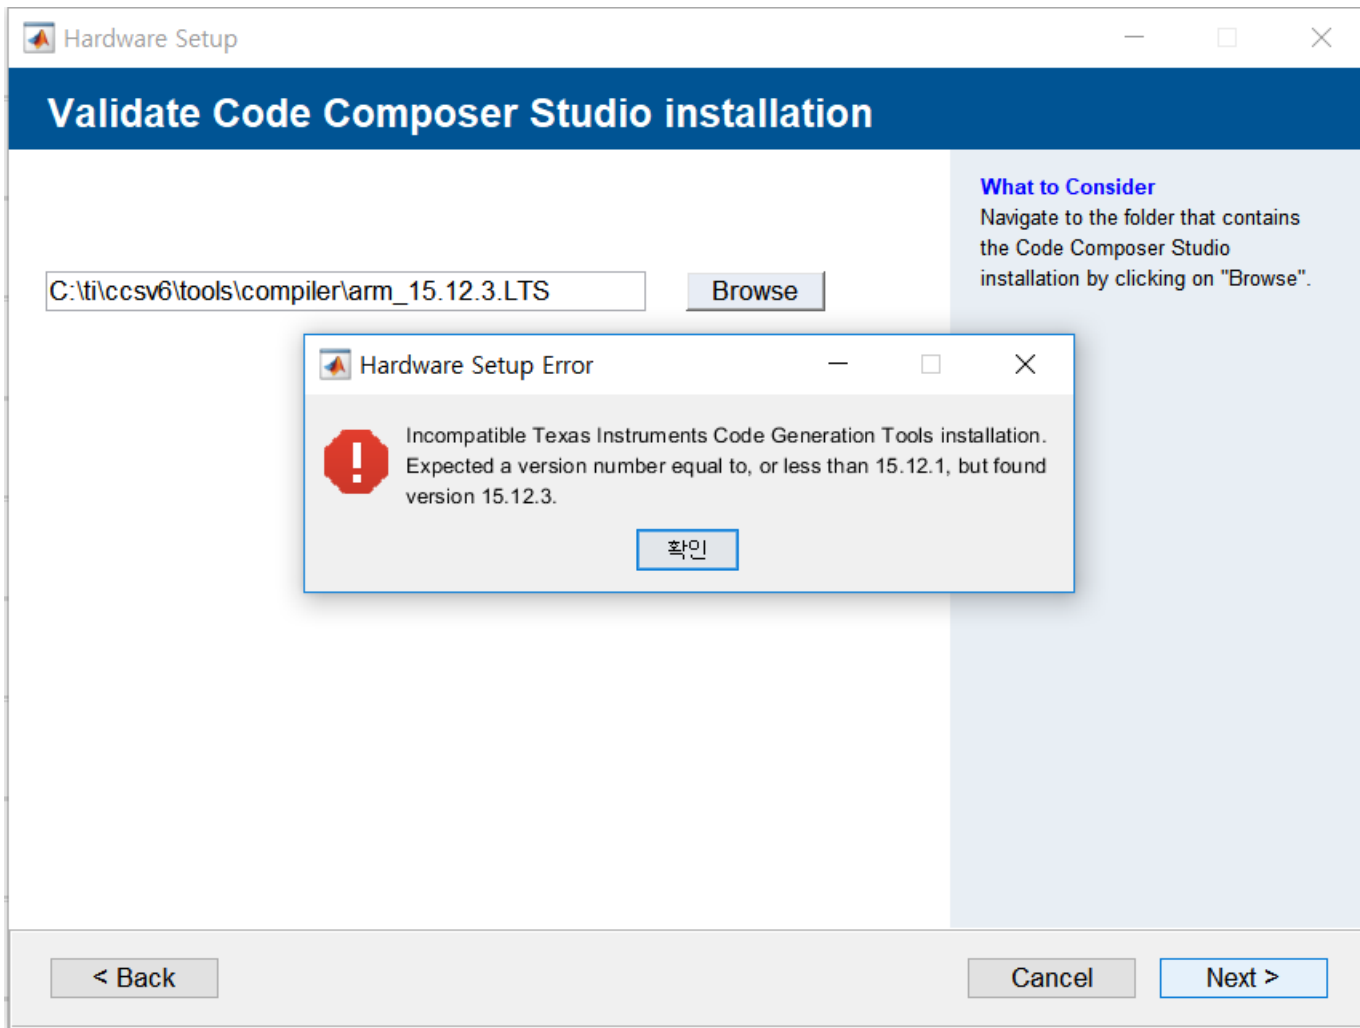 Hardware Setup
Validate Code Composer Studio installation
C:\ti\ccsv6\tools\compiler\arm_15.12.3.LTS
Browse
What to Consider
Navigate to the folder that contains
the Code Composer Studio
installation by clicking on "Browse".
Hardware Setup Error
Incompatible Texas Instruments Code Generation Tools installation.
Expected a version number equal to, or less than 15.12.1, but found
version 15.12.3.
확인
< Back
Cancel
Next >